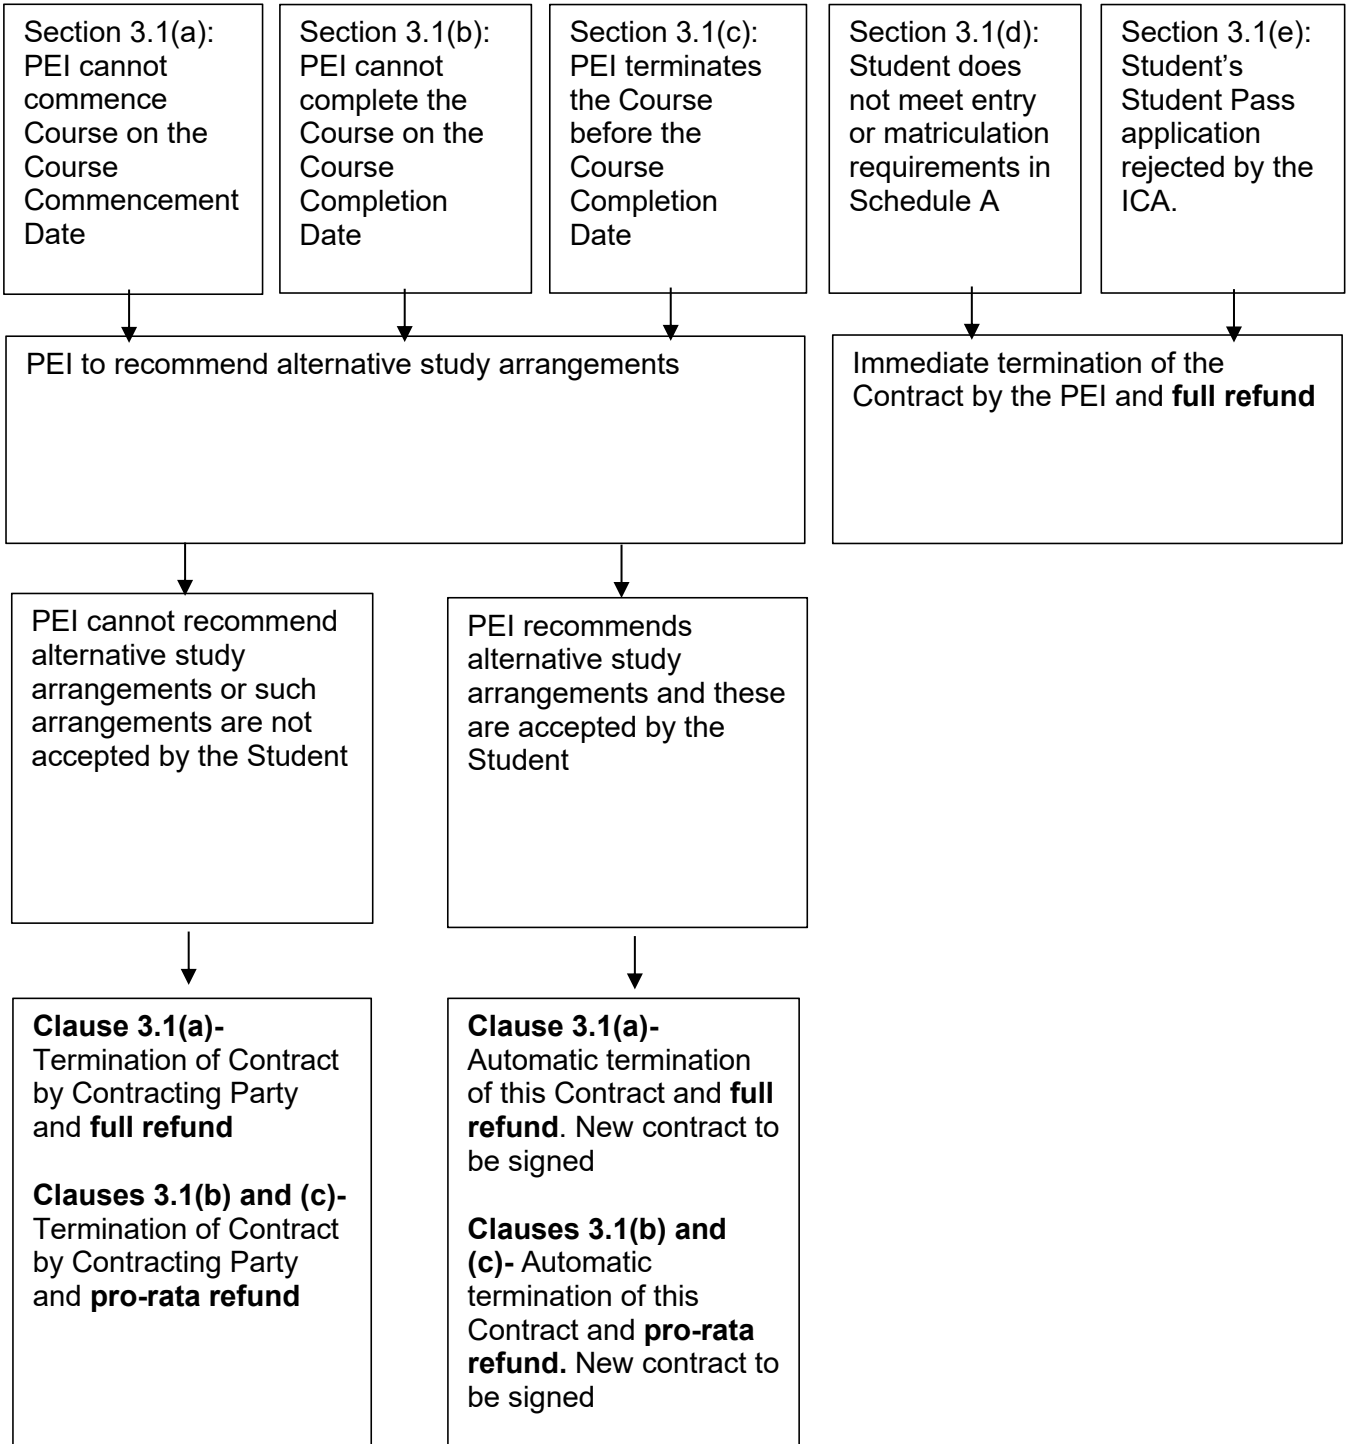 Section 3.1(a):
PEI cannot
commence
Course on the
Course
Commencement
Date
Section 3.1(b):
PEI cannot
complete the
Course on the
Course
Completion
Date
Section 3.1(c):
PEI terminates
the Course
before the
Course
Completion
Date
Section 3.1(d):
Student does
not meet entry
or matriculation
requirements in
Schedule A
Section 3.1(e):
Student’s
Student Pass
application
rejected by the
ICA.
PEI to recommend alternative study arrangements
Immediate termination of the
Contract by the PEI and full refund
PEI cannot recommend
alternative study
arrangements or such
arrangements are not
accepted by the Student
PEI recommends
alternative study
arrangements and these
are accepted by the
Student
Clause 3.1(a)-
Termination of Contract
by Contracting Party
and full refund
Clauses 3.1(b) and (c)-
Termination of Contract
by Contracting Party
and pro-rata refund
Clause 3.1(a)-
Automatic termination
of this Contract and full
refund. New contract to
be signed
Clauses 3.1(b) and
(c)- Automatic
termination of this
Contract and pro-rata
refund. New contract to
be signed